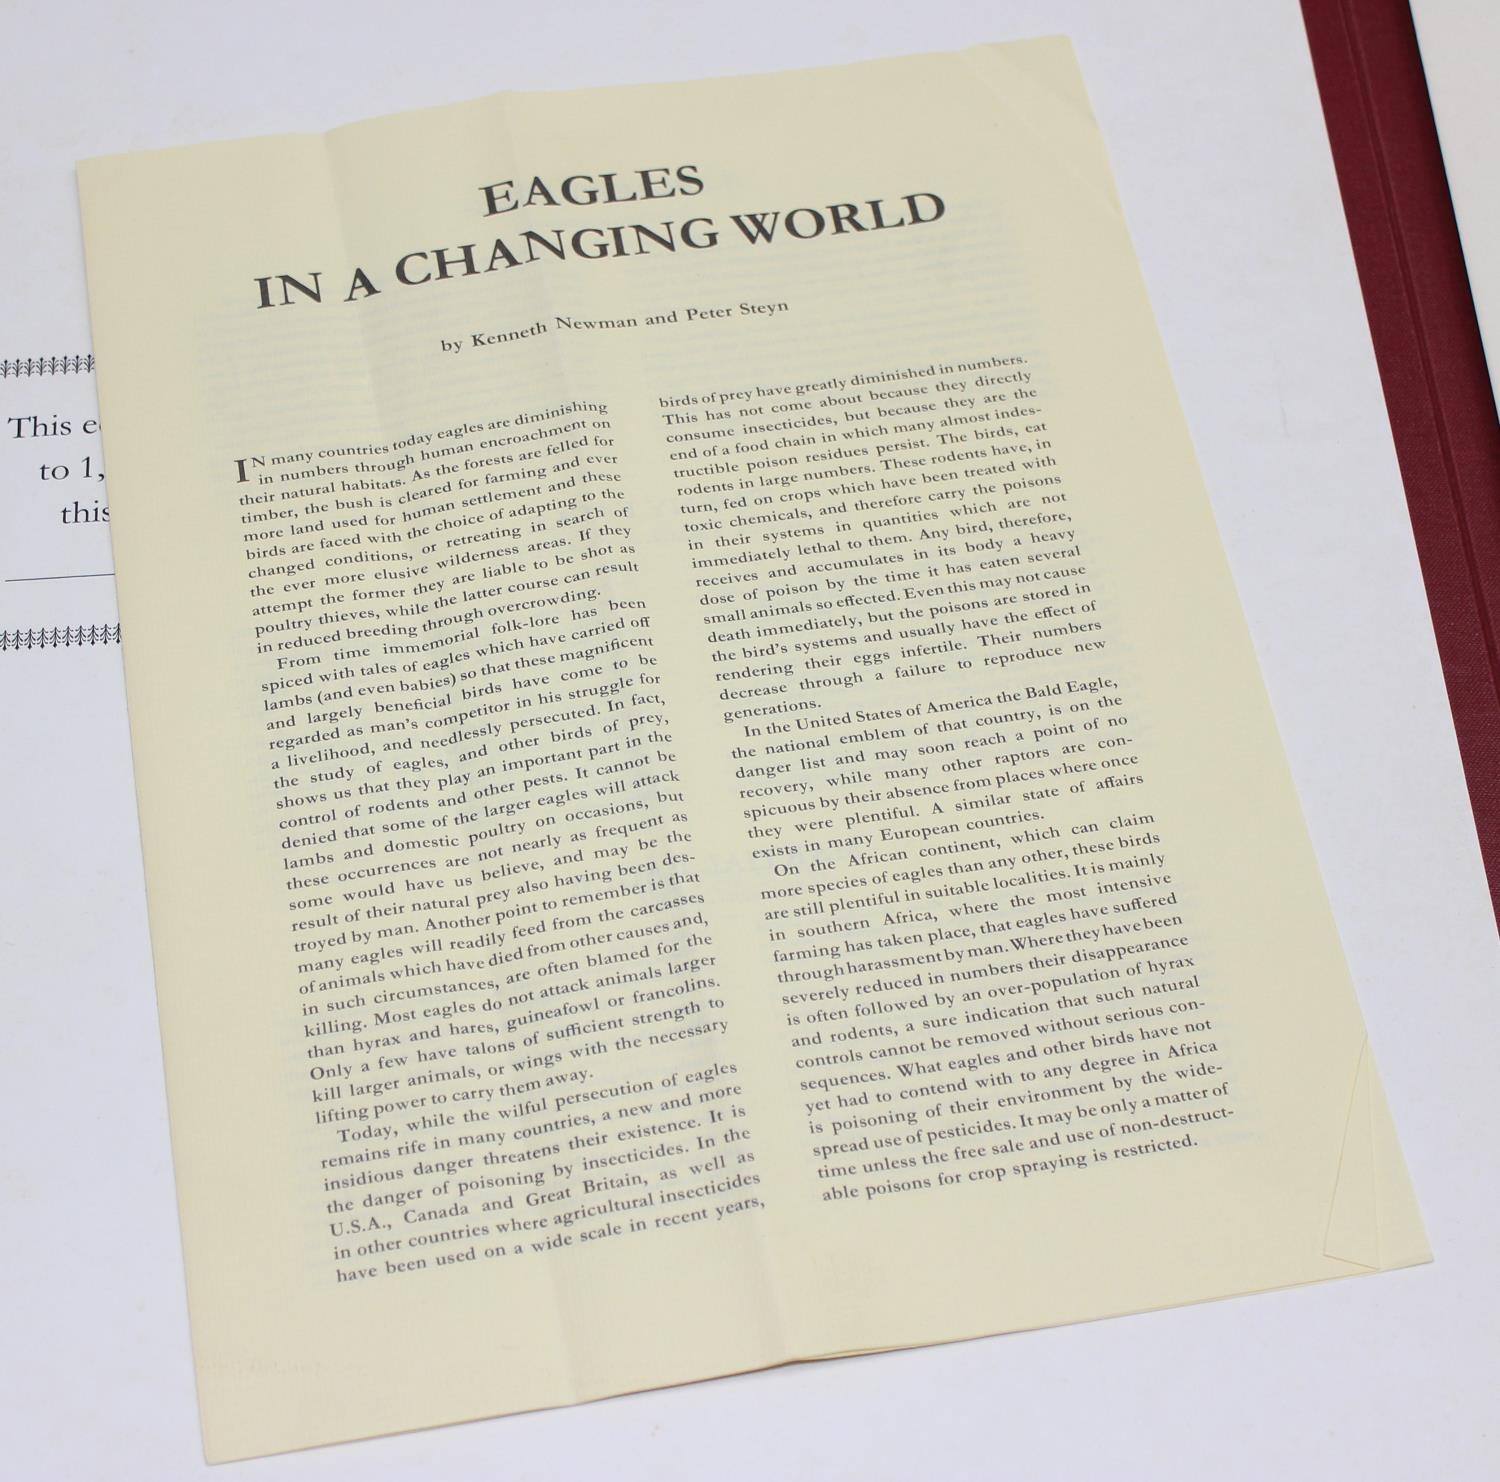 EAGLES
IN A CHANGING WORLD
by Kenneth Newman and Peter Steyn
IN many countries today eagles are diminishing
in numbers through human encroachment on
their natural habitats. As the forests are felled for
timber, the bush is cleared for farming and ever
more land used for human settlement and these
birds are faced with the choice of adapting to the
changed conditions, or retreating in search of
the ever more elusive wilderness areas. If they
attempt the former they are liable to be shot as
poultry thieves, while the latter course can result
in reduced breeding through overcrowding.
From time immemorial folk-lore has been
spiced with tales of eagles which have carried off
lambs (and even babies) so that these magnificent
and largely beneficial birds have come to be
regarded as man's competitor in his struggle for
a livelihood, and needlessly persecuted. In fact,
the study of eagles, and other birds of prey,
shows us that they play an important part in the
control of rodents and other pests. It cannot be
denied that some of the larger eagles will attack
lambs and domestic poultry on occasions, but
these occurrences are not nearly as frequent as
some would have us believe, and may be the
result of their natural prey also having been des-
troyed by man. Another point to remember is that
many eagles will readily feed from the carcasses
of animals which have died from other causes and,
in such circumstances, are often blamed for the
killing. Most eagles do not attack animals larger
than hyrax and hares, guineafowl or francolins.
Only a few have talons of sufficient strength to
kill larger animals, or wings with the necessary
lifting power to carry them away.
Today, while the wilful persecution of eagles
remains rife in many countries, a new and more
insidious danger threatens their existence. It is
the danger of poisoning by insecticides. In the
U.S.A., Canada and Great Britain, as well as
in other countries where agricultural insecticides
have been used on a wide scale in recent years,
birds of prey have greatly diminished in numbers.
This has not come about because they directly
consume insecticides, but because they are the
end of a food chain in which many almost indes-
tructible poison residues persist. The birds, eat
rodents in large numbers. These rodents have, in
turn, fed on crops which have been treated with
toxic chemicals, and therefore carry the poisons
in their systems in quantities which are not
immediately lethal to them. Any bird, therefore,
receives and accumulates in its body a heavy
dose of poison by the time it has eaten several
small animals so effected. Even this may not cause
death immediately, but the poisons are stored in
the bird's systems and usually have the effect of
rendering their eggs infertile. Their numbers
decrease through a failure to reproduce new
generations.
In the United States of America the Bald Eagle,
the national emblem of that country, is on the
danger list and may soon reach a point of no
recovery, while many other raptors are con-
spicuous by their absence from places where once
they were plentiful. A similar state of affairs
exists in many European countries.
On the African continent, which can claim
more species of eagles than any other, these birds
are still plentiful in suitable localities. It is mainly
in southern Africa, where the most intensive
farming has taken place, that eagles have suffered
through harassment by man. Where they have been
severely reduced in numbers their disappearance
is often followed by an over-population of hyrax
and rodents, a sure indication that such natural
controls cannot be removed without serious con-
sequences. What eagles and other birds have not
yet had to contend with to any degree in Africa
is poisoning of their environment by the wide-
spread use of pesticides. It may be only a matter of
time unless the free sale and use of non-destruct-
able poisons for crop spraying is restricted.
This
to 1,
this